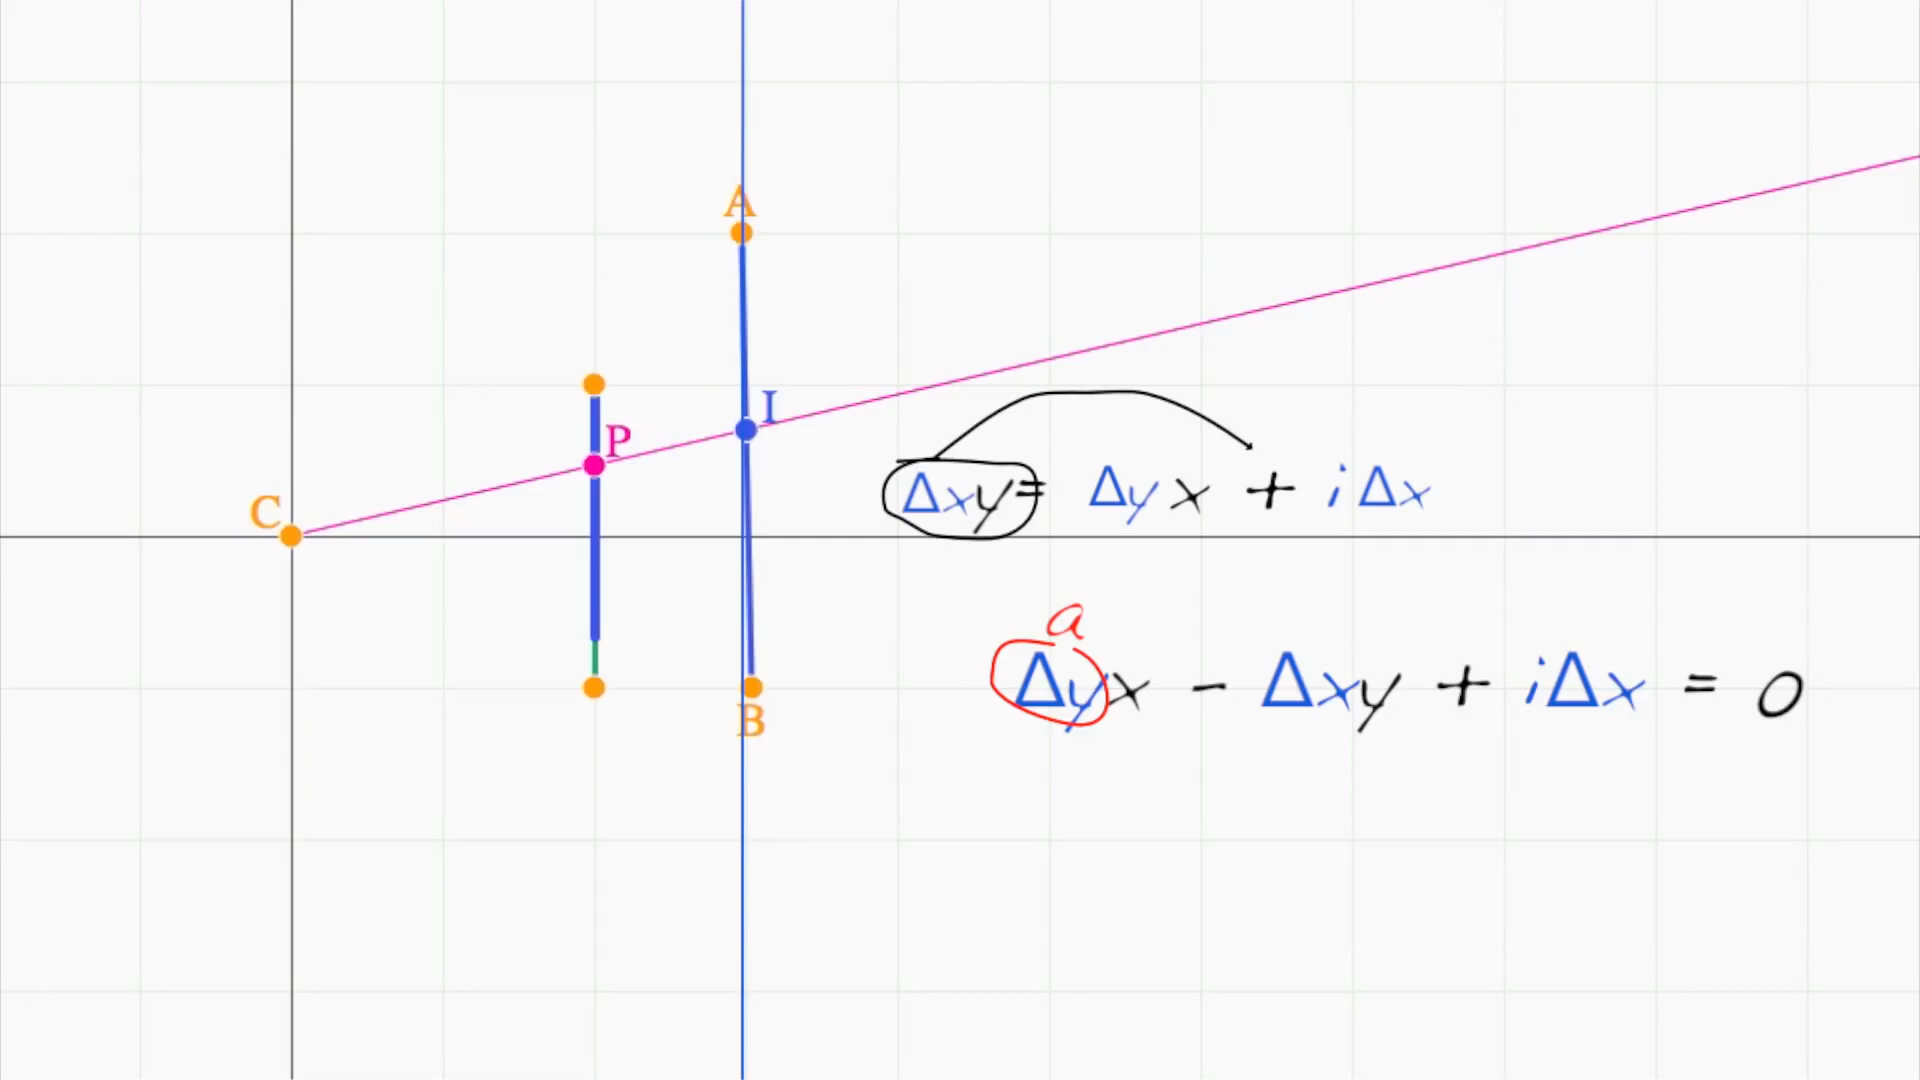 A
I
P
C
Δxy = Δyx + iΔx
a
Δyx - Δxy + iΔx = 0
B